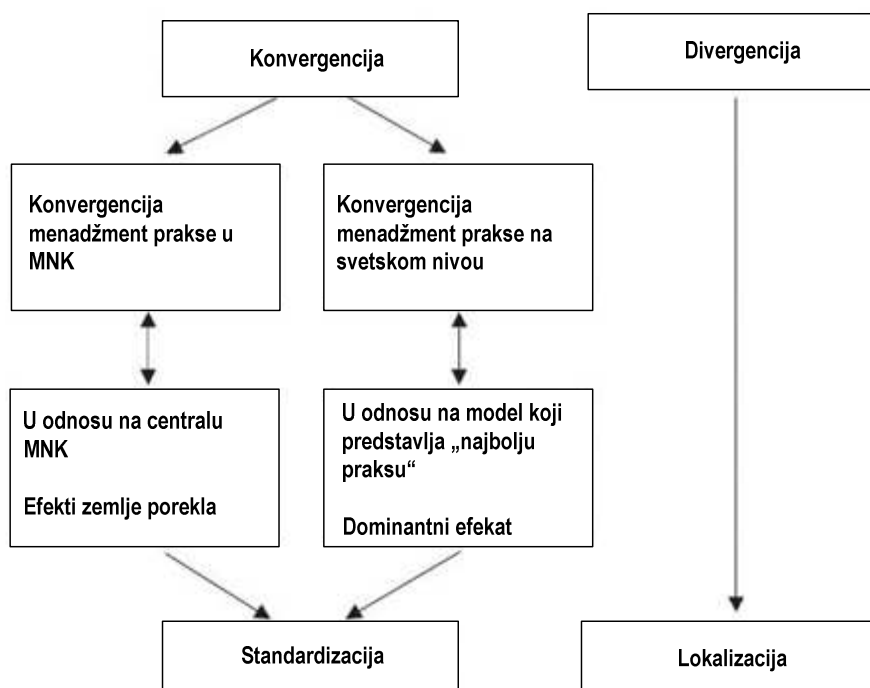 Konvergencija
Divergencija
Konvergencija
menadžment prakse u
MNK
Konvergencija
menadžment prakse na
svetskom nivou
U odnosu na centralu
MNK
Efekti zemlje porekla
U odnosu na model koji
predstavlja „najbolju
praksu“
Dominantni efekat
Standardizacija
Lokalizacija